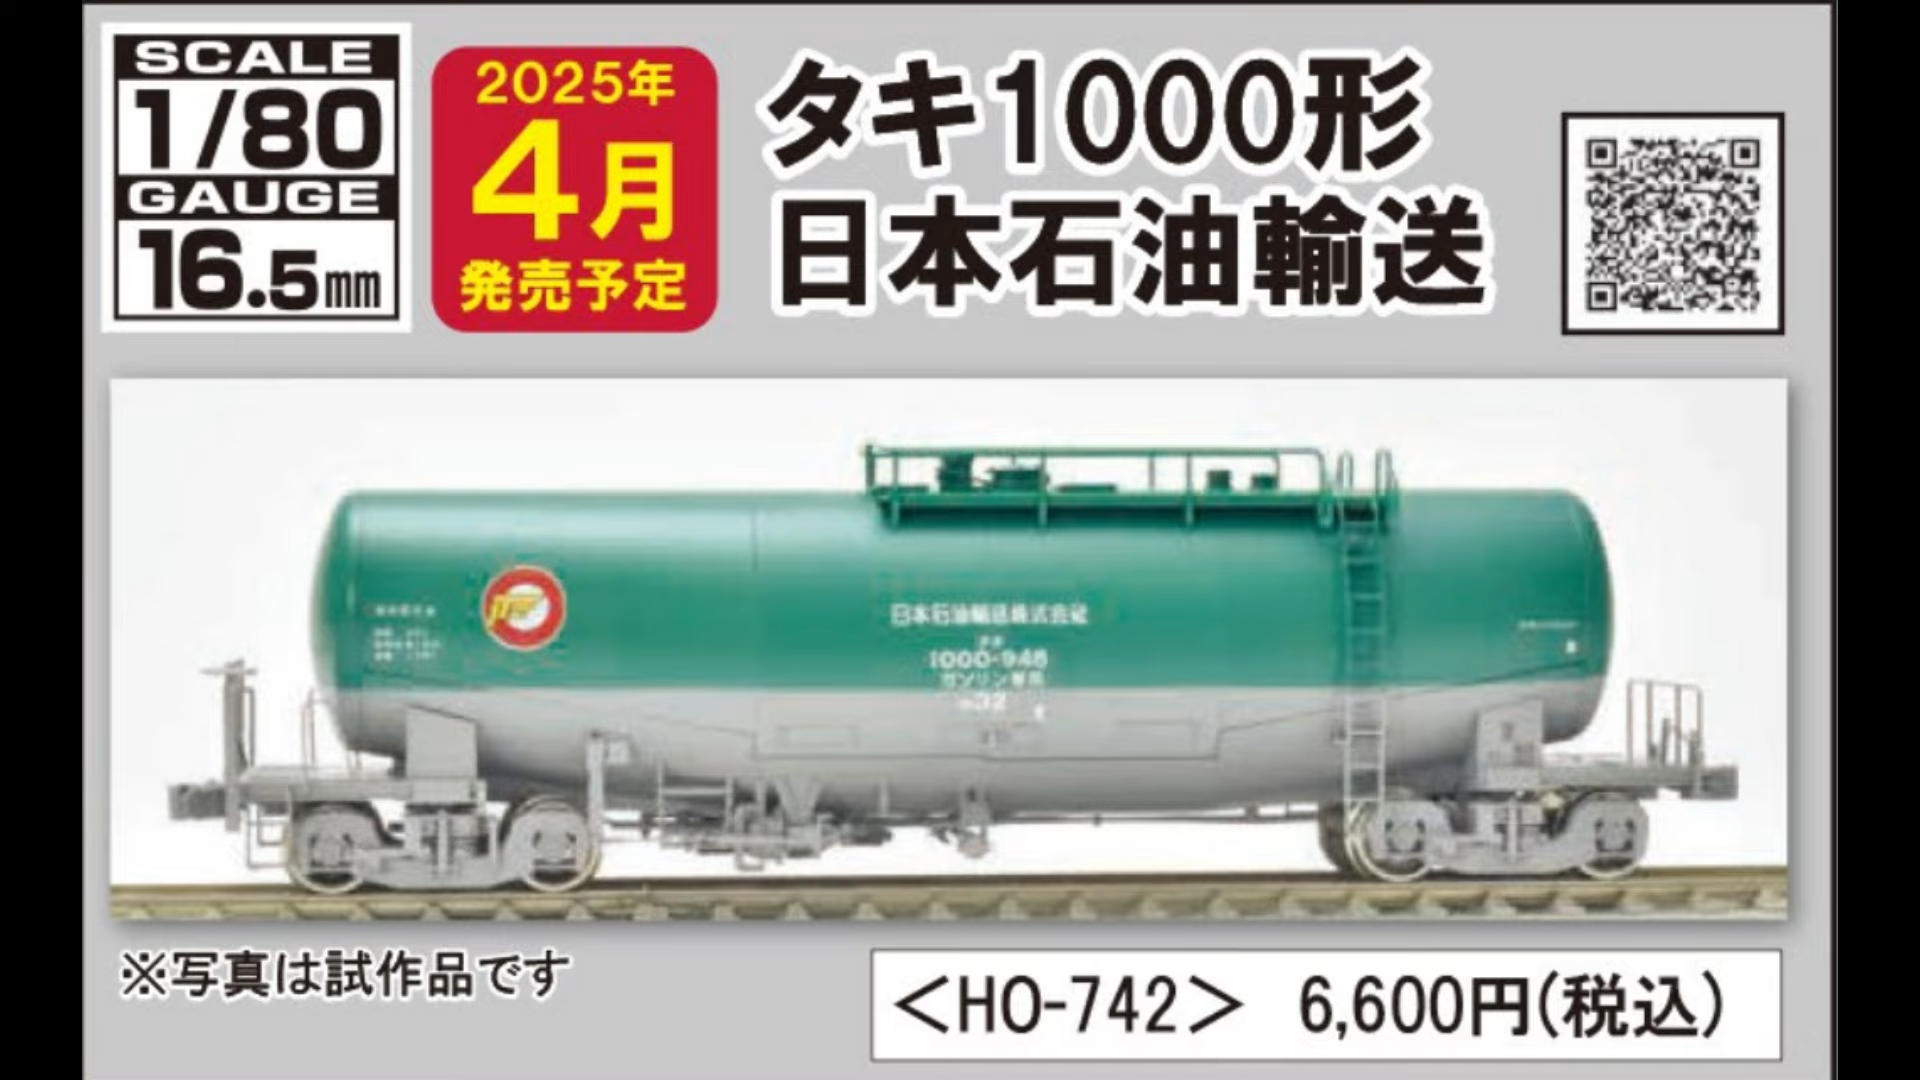 SCALE
1/80
GAUGE
16.5mm
2025年
4月
発売予定
タキ1000形
日本石油輸送
日本石油輸送株式会社
タキ
1000-948
ガソリン専用
32
※写真は試作品です
＜HO-742＞ 6,600円(税込)